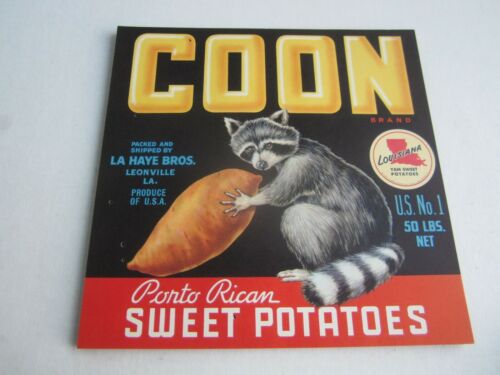 COON
BRAND
PACKED AND
SHIPPED BY
LA HAYE BROS.
LEONVILLE
LA.
PRODUCE
OF U.S.A.
LOUISIANA
YAM SWEET
POTATOES
U.S. No. 1
50 LBS.
NET
Porto Rican
SWEET POTATOES